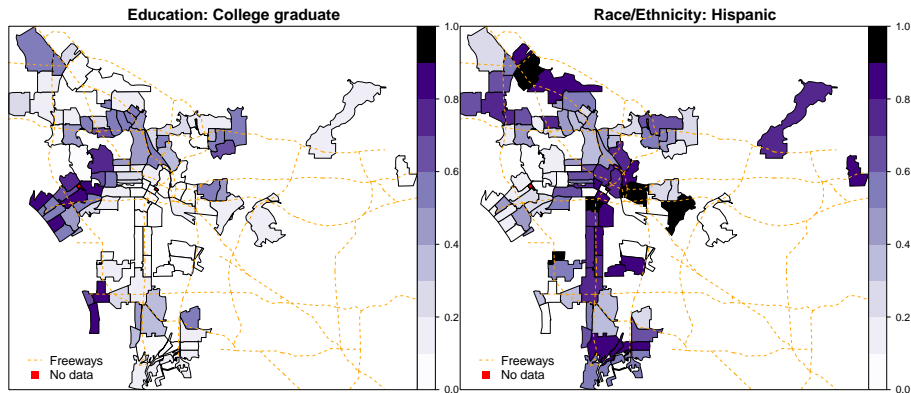 Education: College graduate
1.0
0.8
0.6
0.4
0.2
0.0
Freeways
No data
Race/Ethnicity: Hispanic
1.0
0.8
0.6
0.4
0.2
0.0
Freeways
No data